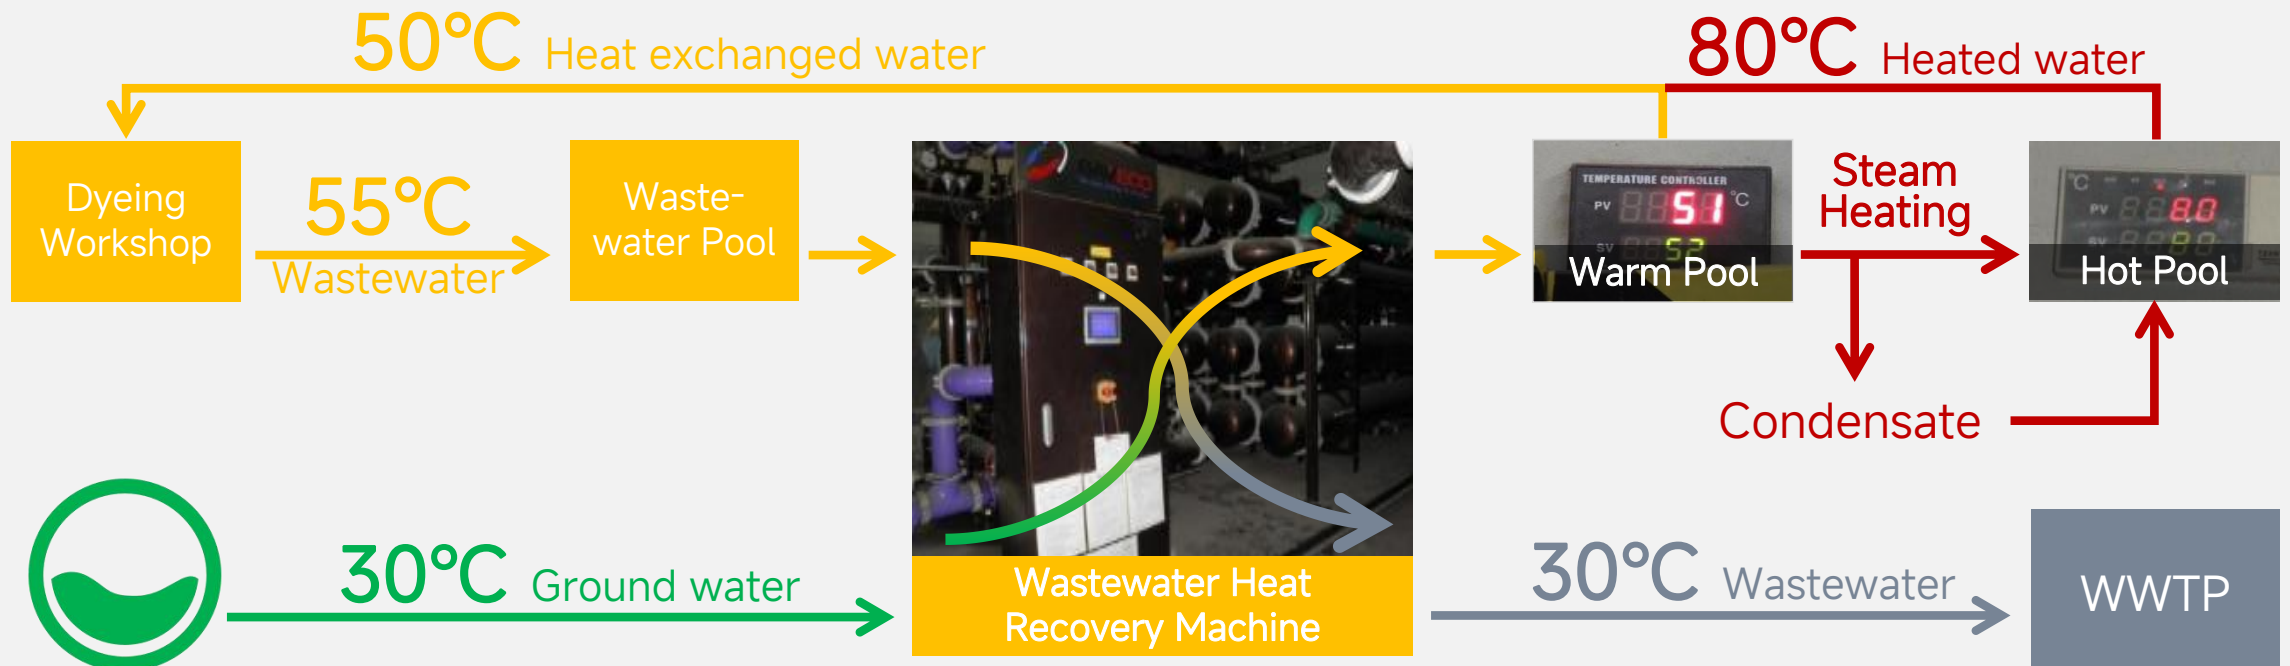 50°C Heat exchanged water
80°C Heated water
Dyeing
Workshop
55°C
Wastewater
Waste-
water Pool
TEMPERATURE CONTROLLER
PV 51 °C
SV 52
Warm Pool
Steam
Heating
°C
PV 80
SV
Hot Pool
Condensate
30°C Ground water
Wastewater Heat
Recovery Machine
30°C Wastewater
WWTP